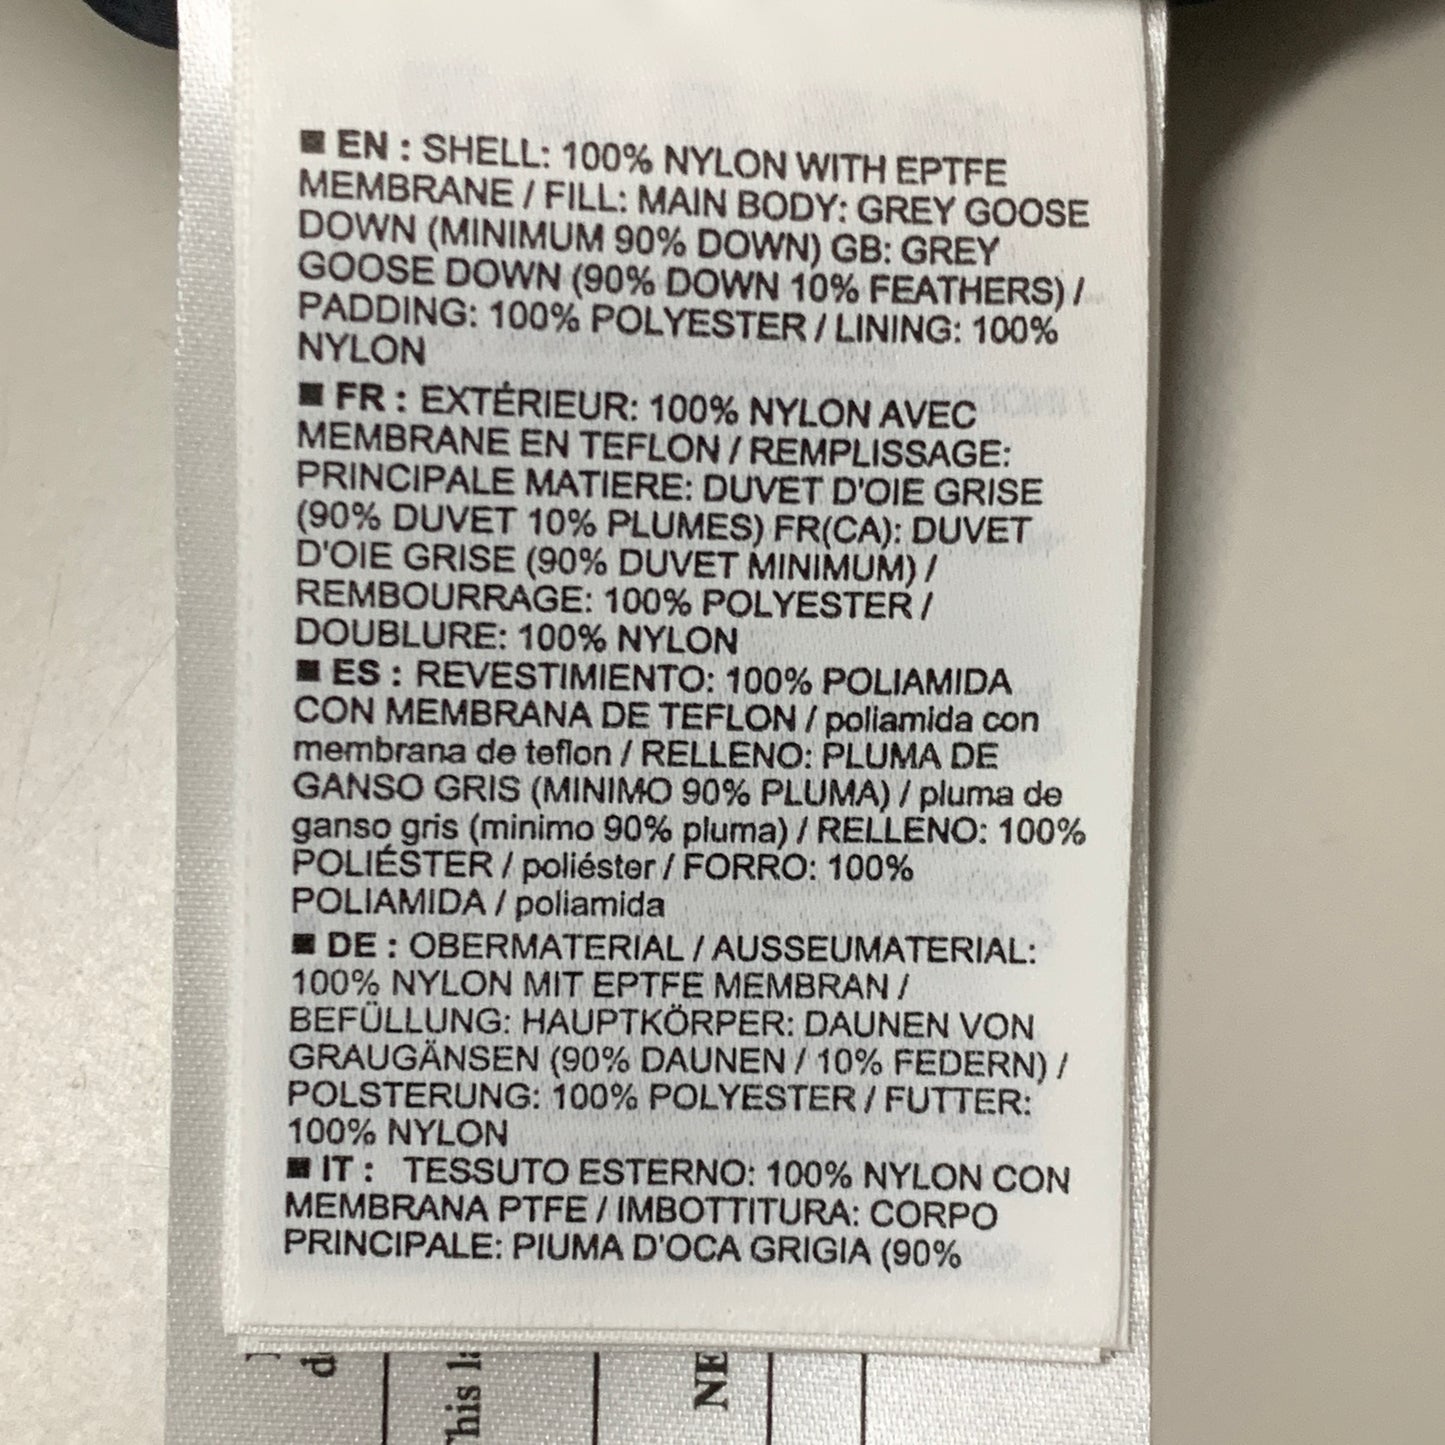 ■ EN : SHELL: 100% NYLON WITH EPTFE
MEMBRANE / FILL: MAIN BODY: GREY GOOSE
DOWN (MINIMUM 90% DOWN) GB: GREY
GOOSE DOWN (90% DOWN 10% FEATHERS) /
PADDING: 100% POLYESTER / LINING: 100%
NYLON
■ FR : EXTÉRIEUR: 100% NYLON AVEC
MEMBRANE EN TEFLON / REMPLISSAGE:
PRINCIPALE MATIERE: DUVET D'OIE GRISE
(90% DUVET 10% PLUMES) FR(CA): DUVET
D'OIE GRISE (90% DUVET MINIMUM) /
REMBOURRAGE: 100% POLYESTER /
DOUBLURE: 100% NYLON
■ ES : REVESTIMIENTO: 100% POLIAMIDA
CON MEMBRANA DE TEFLON / poliamida con
membrana de teflon / RELLENO: PLUMA DE
GANSO GRIS (MINIMO 90% PLUMA) / pluma de
ganso gris (minimo 90% pluma) / RELLENO: 100%
POLIÉSTER / poliéster / FORRO: 100%
POLIAMIDA / poliamida
■ DE : OBERMATERIAL / AUSSEUMATERIAL:
100% NYLON MIT EPTFE MEMBRAN /
BEFÜLLUNG: HAUPTKÖRPER: DAUNEN VON
GRAUGÄNSEN (90% DAUNEN / 10% FEDERN) /
POLSTERUNG: 100% POLYESTER / FUTTER:
100% NYLON
■ IT : TESSUTO ESTERNO: 100% NYLON CON
MEMBRANA PTFE / IMBOTTITURA: CORPO
PRINCIPALE: PIUMA D'OCA GRIGIA (90%
This la
NE